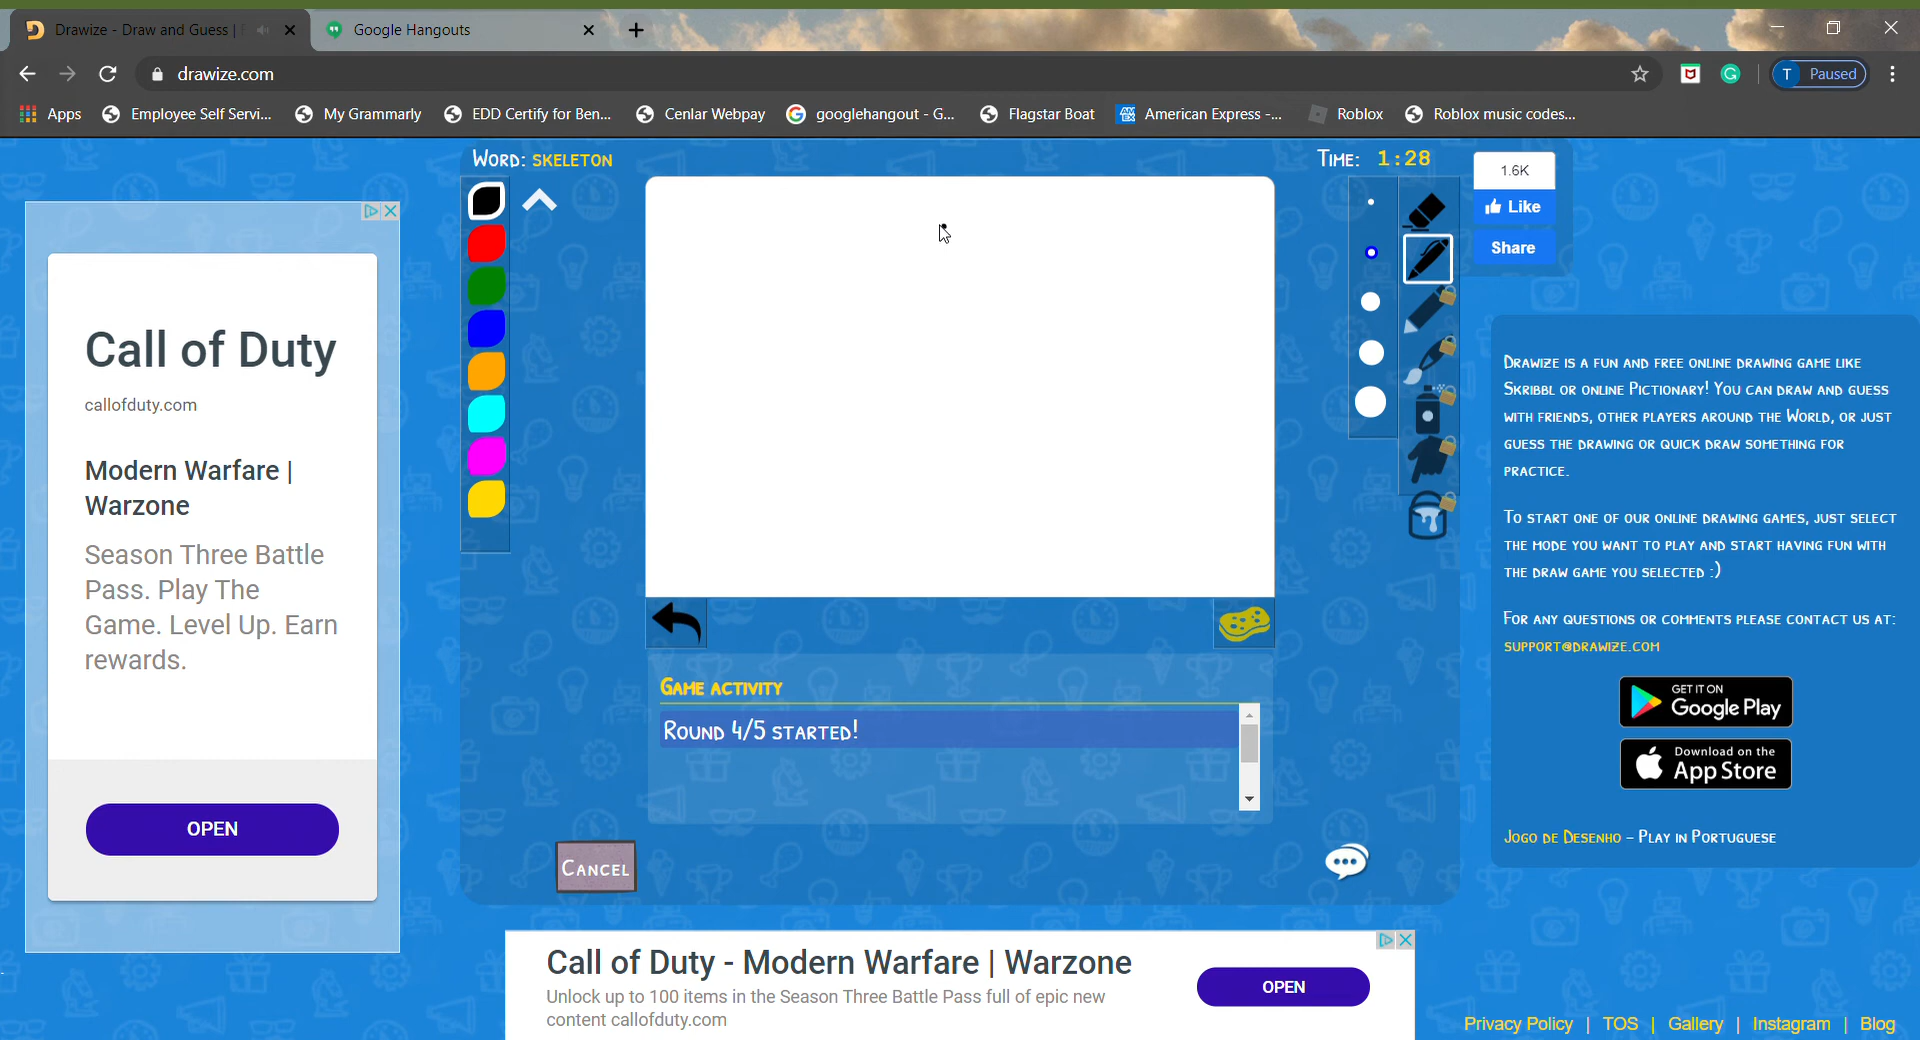 Drawize - Draw and Guess |
Google Hangouts
drawize.com
T Paused
Apps
Employee Self Servi...
My Grammarly
EDD Certify for Ben...
Cenlar Webpay
googlehangout - G...
Flagstar Boat
American Express -...
Roblox
Roblox music codes...
Word: SKELETON
Time: 1:28
1.6K
Like
Share
Call of Duty
callofduty.com
Modern Warfare |
Warzone
Season Three Battle
Pass. Play The
Game. Level Up. Earn
rewards.
OPEN
Game activity
Round 4/5 started!
Cancel
Drawize is a fun and free online drawing game like
Skribbl or online Pictionary! You can draw and guess
with friends, other players around the World, or just
guess the drawing or quick draw something for
practice.
To start one of our online drawing games, just select
the mode you want to play and start having fun with
the draw game you selected :)
For any questions or comments please contact us at:
support@drawize.com
GET IT ON
Google Play
Download on the
App Store
Jogo de Desenho - Play in Portuguese
Call of Duty - Modern Warfare | Warzone
Unlock up to 100 items in the Season Three Battle Pass full of epic new
content callofduty.com
OPEN
Privacy Policy | TOS | Gallery | Instagram | Blog